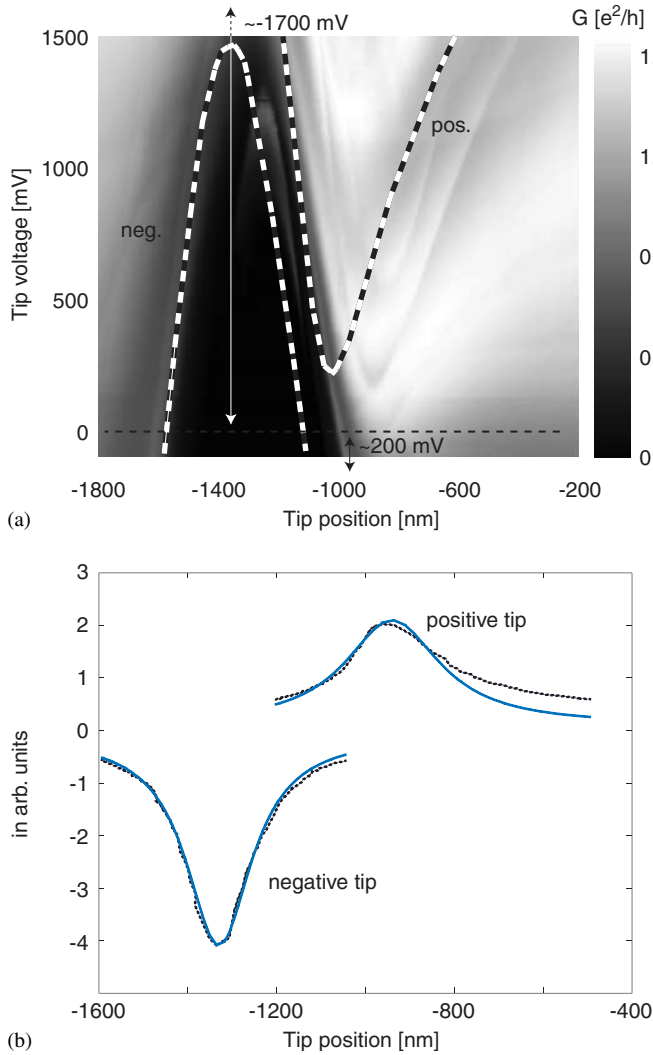 ~-1700 mV
G [e²/h]
1500
1000
500
0
Tip voltage [mV]
neg.
pos.
~200 mV
1
1
0
0
0
-1800
-1400
-1000
-600
-200
(a)
Tip position [nm]
3
2
1
0
-1
-2
-3
-4
in arb. units
positive tip
negative tip
-1600
-1200
-800
-400
(b)
Tip position [nm]